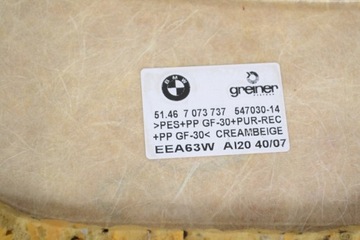 BMW
greiner
51.46 7 073 737 547030-14
>PES+PP GF-30+PUR-REC
+PP GF-30< CREAMBEIGE
EEA63W AI20 40/07